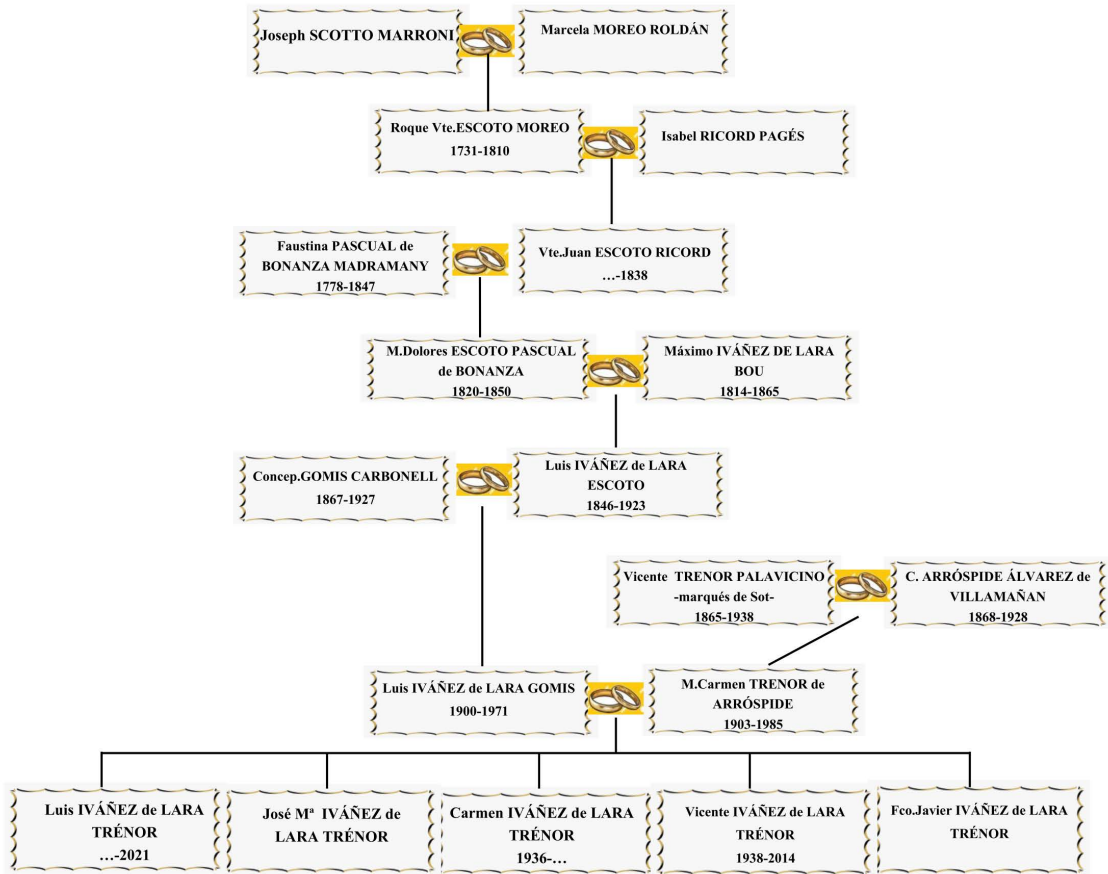 Joseph SCOTTO MARRONI
Marcela MOREO ROLDÁN
Roque Vte.ESCOTO MOREO
1731-1810
Isabel RICORD PAGÉS
Faustina PASCUAL de
BONANZA MADRAMANY
1778-1847
Vte.Juan ESCOTO RICORD
…-1838
M.Dolores ESCOTO PASCUAL
de BONANZA
1820-1850
Máximo IVÁÑEZ DE LARA
BOU
1814-1865
Concep.GOMIS CARBONELL
1867-1927
Luis IVÁÑEZ de LARA
ESCOTO
1846-1923
Vicente TRENOR PALAVICINO
-marqués de Sot-
1865-1938
C. ARRÓSPIDE ÁLVAREZ de
VILLAMAÑAN
1868-1928
Luis IVÁÑEZ de LARA GOMIS
1900-1971
M.Carmen TRENOR de
ARRÓSPIDE
1903-1985
Luis IVÁÑEZ de LARA
TRÉNOR
…-2021
José Mª IVÁÑEZ de
LARA TRÉNOR
Carmen IVÁÑEZ de LARA
TRÉNOR
1936-…
Vicente IVÁÑEZ de LARA
TRÉNOR
1938-2014
Fco.Javier IVÁÑEZ de LARA
TRÉNOR